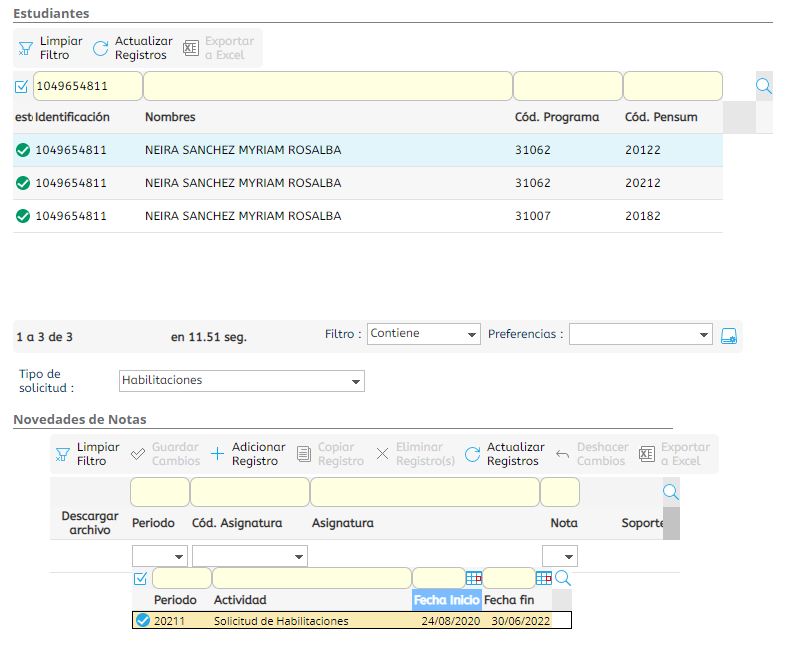 Estudiantes
Limpiar Filtro Actualizar Registros Exportar a Excel
1049654811
est Identificación Nombres Cód. Programa Cód. Pensum
1049654811 NEIRA SANCHEZ MYRIAM ROSALBA 31062 20122
1049654811 NEIRA SANCHEZ MYRIAM ROSALBA 31062 20212
1049654811 NEIRA SANCHEZ MYRIAM ROSALBA 31007 20182
1 a 3 de 3 en 11.51 seg. Filtro : Contiene Preferencias :
Tipo de solicitud : Habilitaciones
Novedades de Notas
Limpiar Filtro Guardar Cambios Adicionar Registro Copiar Registro Eliminar Registro(s) Actualizar Registros Deshacer Cambios Exportar a Excel
Descargar archivo Periodo Cód. Asignatura Asignatura Nota Soporte
Periodo Actividad Fecha Inicio Fecha fin
20211 Solicitud de Habilitaciones 24/08/2020 30/06/2022